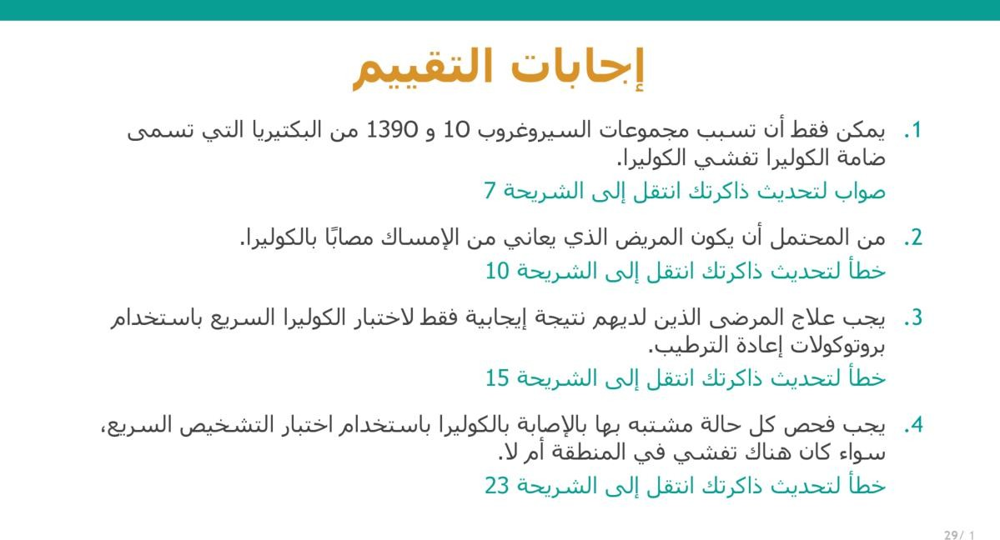 إجابات التقييم
1. يمكن فقط أن تسبب مجموعات السيروغروب 1O و 139O من البكتيريا التي تسمى
ضامة الكوليرا تفشي الكوليرا.
صواب لتحديث ذاكرتك انتقل إلى الشريحة 7
2. من المحتمل أن يكون المريض الذي يعاني من الإمساك مصابًا بالكوليرا.
خطأ لتحديث ذاكرتك انتقل إلى الشريحة 10
3. يجب علاج المرضى الذين لديهم نتيجة إيجابية فقط لاختبار الكوليرا السريع باستخدام
بروتوكولات إعادة الترطيب.
خطأ لتحديث ذاكرتك انتقل إلى الشريحة 15
4. يجب فحص كل حالة مشتبه بها بالإصابة بالكوليرا باستخدام اختبار التشخيص السريع،
سواء كان هناك تفشي في المنطقة أم لا.
خطأ لتحديث ذاكرتك انتقل إلى الشريحة 23
29/ 1